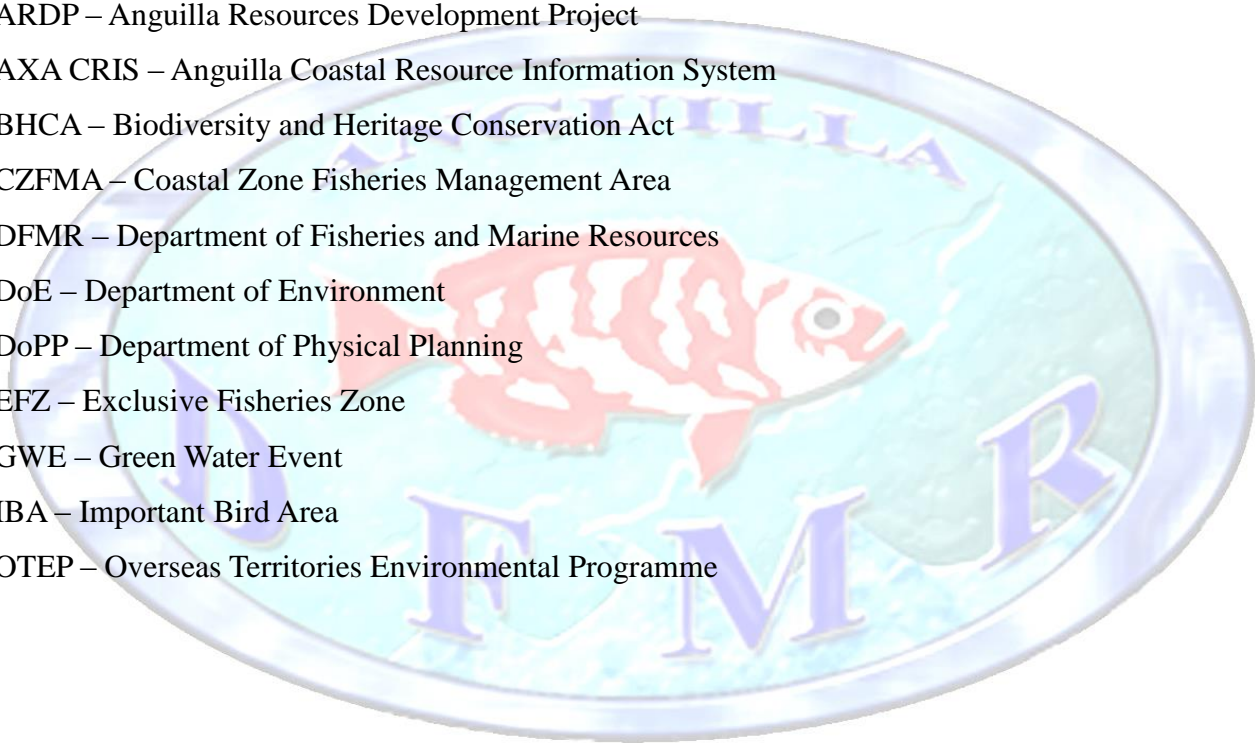 ARDP – Anguilla Resources Development Project
AXA CRIS – Anguilla Coastal Resource Information System
BHCA – Biodiversity and Heritage Conservation Act
CZFMA – Coastal Zone Fisheries Management Area
DFMR – Department of Fisheries and Marine Resources
DoE – Department of Environment
DoPP – Department of Physical Planning
EFZ – Exclusive Fisheries Zone
GWE – Green Water Event
IBA – Important Bird Area
OTEP – Overseas Territories Environmental Programme
ANGUILLA
DFMR